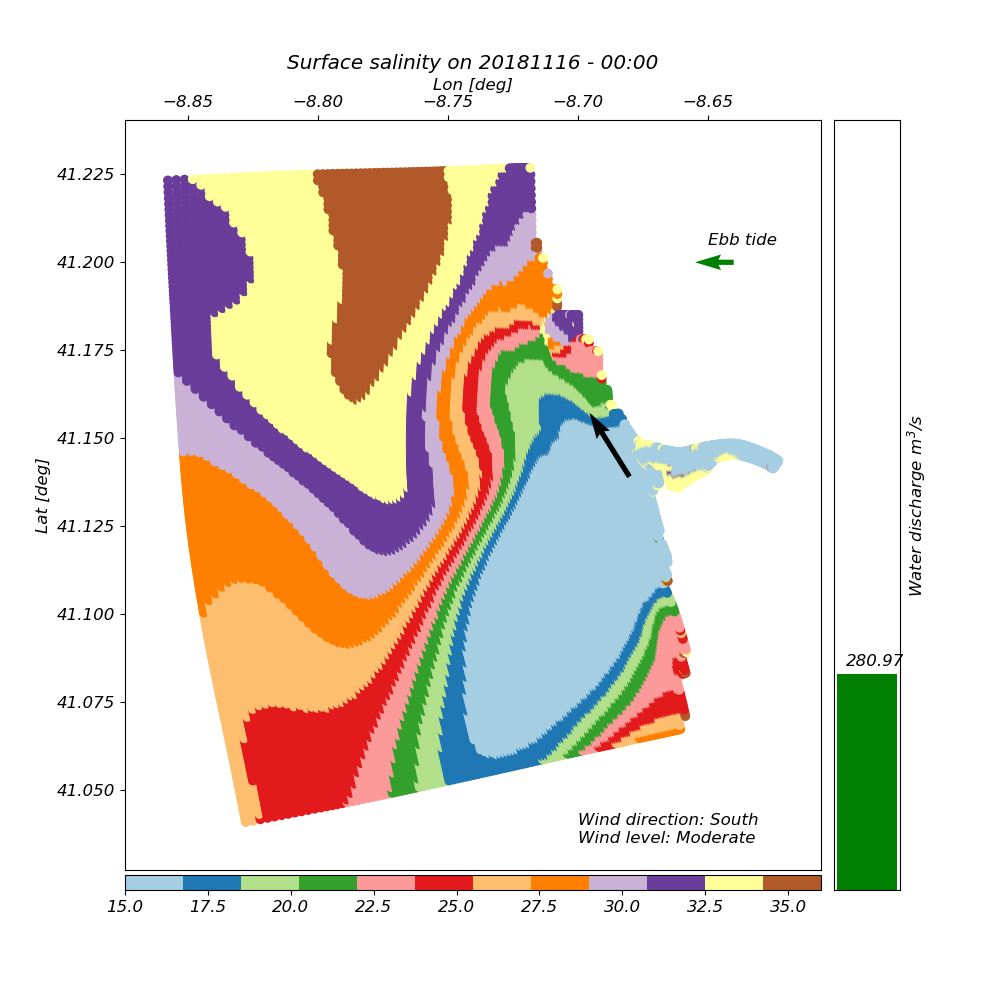 Surface salinity on 20181116 - 00:00
Lon [deg]
−8.85 −8.80 −8.75 −8.70 −8.65
41.225
41.200
41.175
41.150
41.125
41.100
41.075
41.050
Lat [deg]
Ebb tide
Wind direction: South
Wind level: Moderate
15.0 17.5 20.0 22.5 25.0 27.5 30.0 32.5 35.0
280.97
Water discharge m³/s